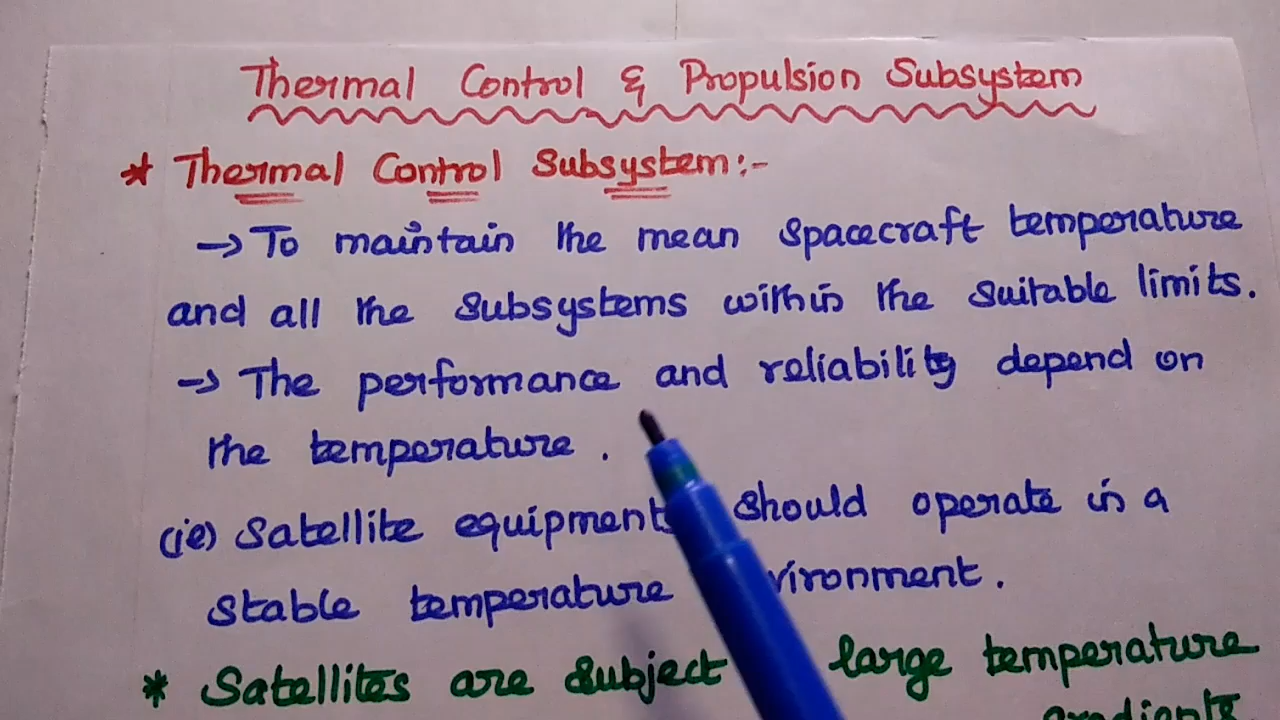 Thermal Control & Propulsion Subsystem
* Thermal Control Subsystem:-
→ To maintain the mean spacecraft temperature
and all the subsystems within the suitable limits.
→ The performance and reliability depend on
the temperature.
(ie) Satellite equipments should operate in a
stable temperature vironment.
* Satellites are subject large temperature
gradients.